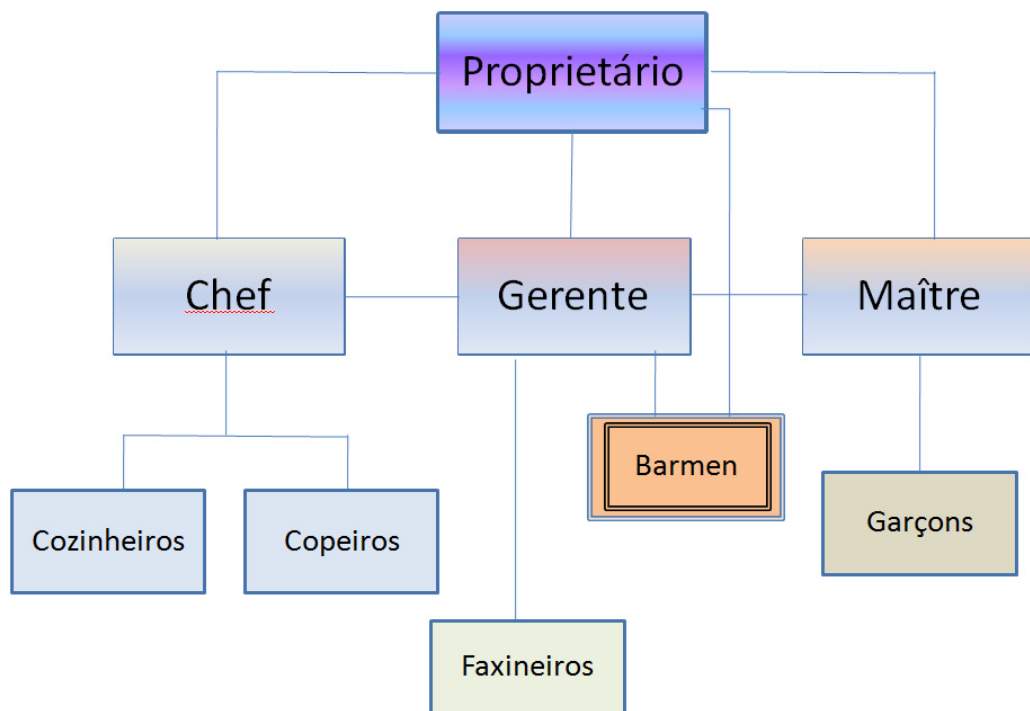 Proprietário
Chef
Gerente
Maître
Barmen
Cozinheiros
Copeiros
Garçons
Faxineiros